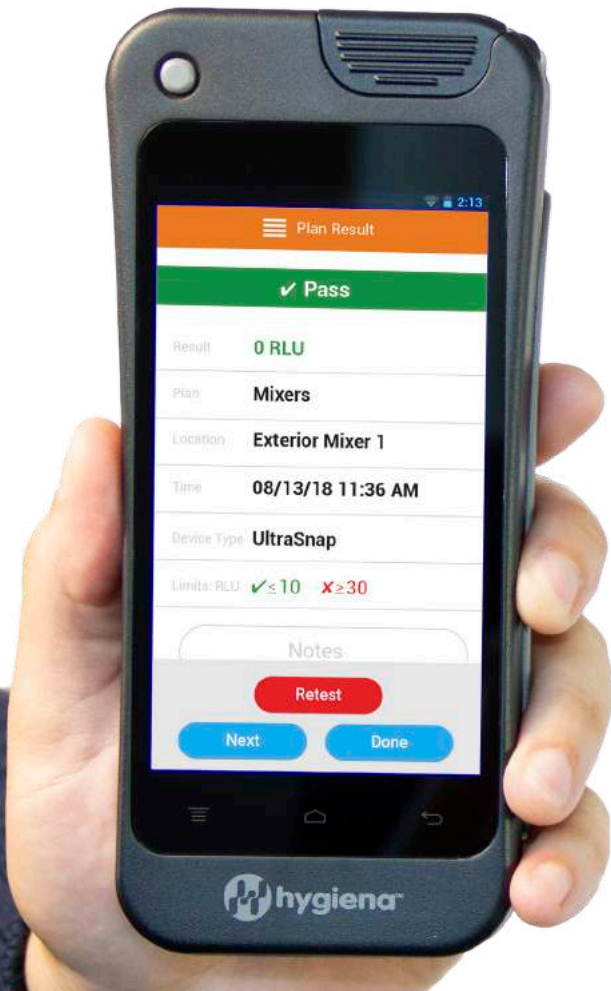 2:13
Plan Result
✔ Pass
Result 0 RLU
Plan Mixers
Location Exterior Mixer 1
Time 08/13/18 11:36 AM
Device Type UltraSnap
Limits: RLU ✔≤10 ✘≥30
Notes
Retest
Next Done
hygiena™